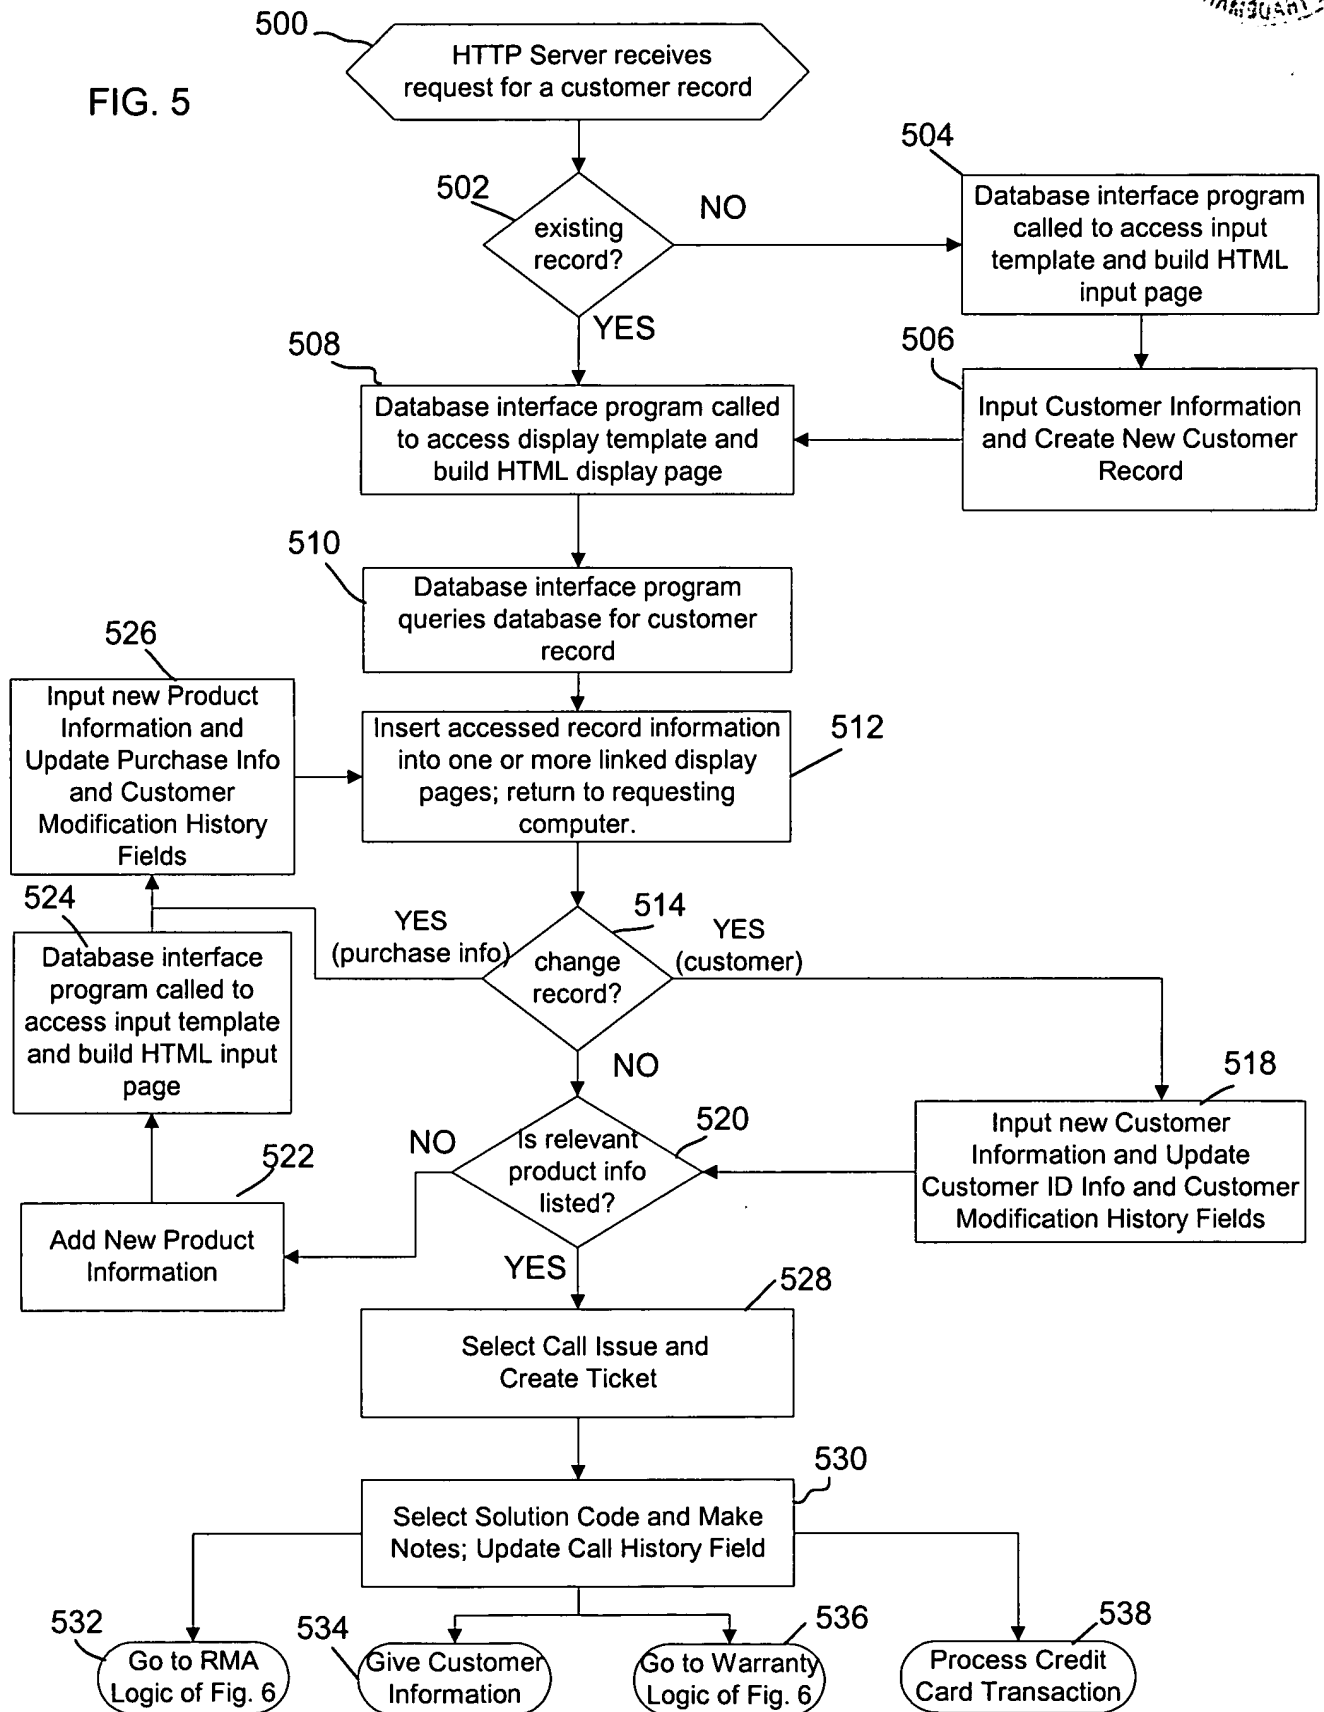 500
HTTP Server receives
request for a customer record
FIG. 5
504
502
NO
existing
record?
Database interface program
called to access input
template and build HTML
input page
YES
508
506
Database interface program called
to access display template and
build HTML display page
Input Customer Information
and Create New Customer
Record
510
Database interface program
queries database for customer
record
526
Input new Product
Information and
Update Purchase Info
and Customer
Modification History
Fields
Insert accessed record information
into one or more linked display
pages; return to requesting
computer.
512
524
514
YES
(purchase info)
YES
(customer)
change
record?
Database interface
program called to
access input template
and build HTML input
page
NO
518
520
NO
Is relevant
product info
listed?
Input new Customer
Information and Update
Customer ID Info and Customer
Modification History Fields
522
Add New Product
Information
YES
528
Select Call Issue and
Create Ticket
530
Select Solution Code and Make
Notes; Update Call History Field
532
534
536
538
Go to RMA
Logic of Fig. 6
Give Customer
Information
Go to Warranty
Logic of Fig. 6
Process Credit
Card Transaction